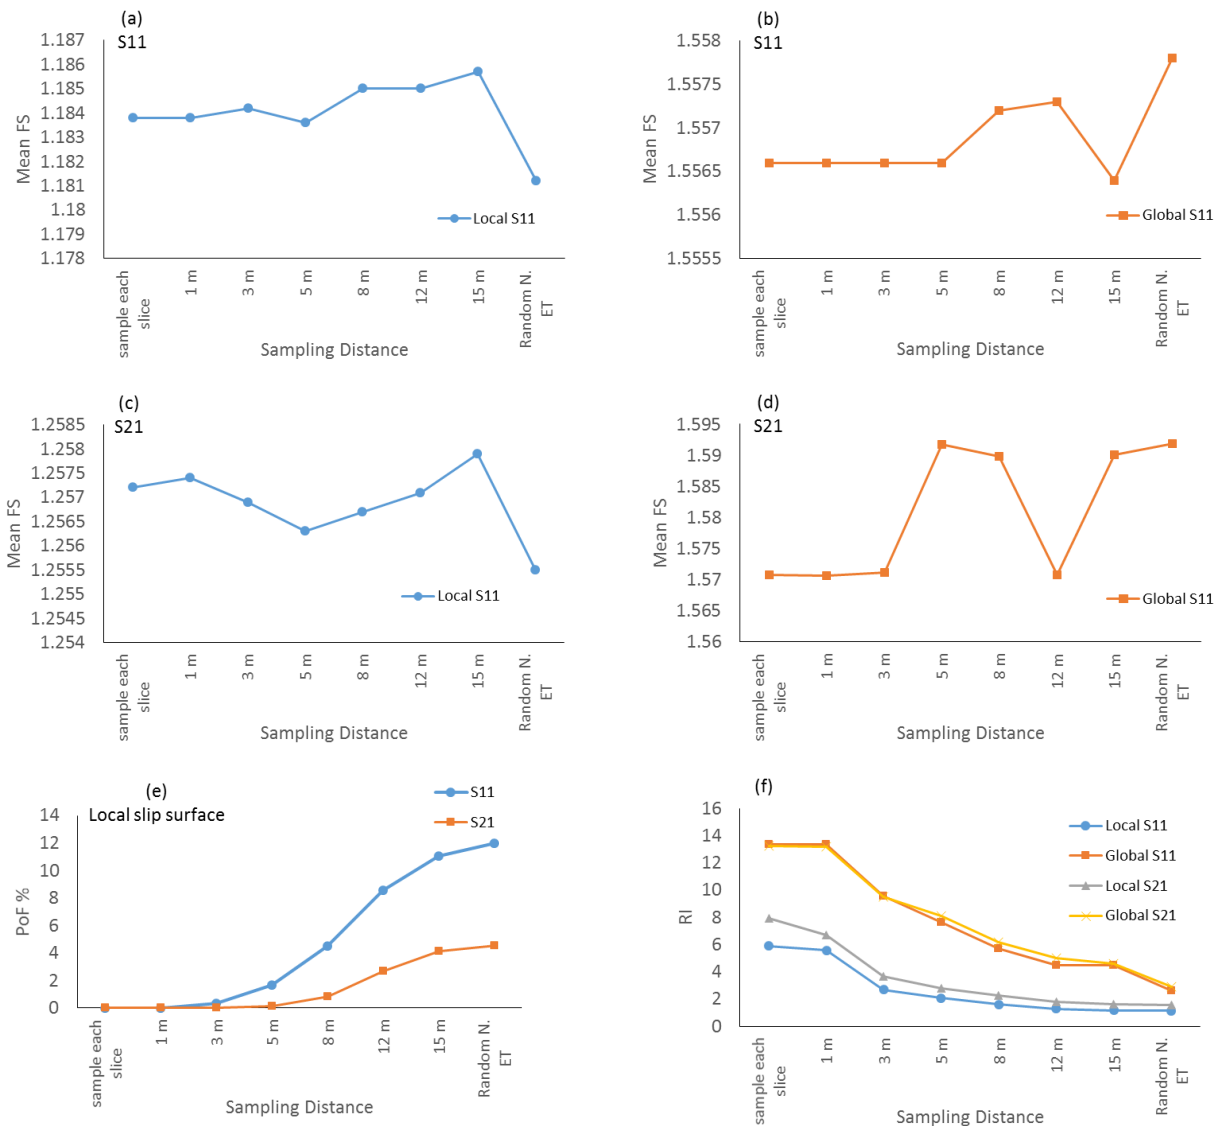 (a)
S11
1.187
1.186
1.185
1.184
1.183
1.182
1.181
1.18
1.179
1.178
Mean FS
Local S11
sample each
slice
1 m
3 m
5 m
8 m
12 m
15 m
Random N.
ET
Sampling Distance
(b)
S11
1.558
1.5575
1.557
1.5565
1.556
1.5555
Mean FS
Global S11
sample each
slice
1 m
3 m
5 m
8 m
12 m
15 m
Random N.
ET
Sampling Distance
(c)
S21
1.2585
1.258
1.2575
1.257
1.2565
1.256
1.2555
1.255
1.2545
1.254
Mean FS
Local S11
sample each
slice
1 m
3 m
5 m
8 m
12 m
15 m
Random N.
ET
Sampling Distance
(d)
S21
1.595
1.59
1.585
1.58
1.575
1.57
1.565
1.56
Mean FS
Global S11
sample each
slice
1 m
3 m
5 m
8 m
12 m
15 m
Random N.
ET
Sampling Distance
(e)
Local slip surface
S11
S21
14
12
10
8
6
4
2
0
PoF %
sample each
slice
1 m
3 m
5 m
8 m
12 m
15 m
Random N.
ET
Sampling Distance
(f)
16
14
12
10
8
6
4
2
0
RI
Local S11
Global S11
Local S21
Global S21
sample each
slice
1 m
3 m
5 m
8 m
12 m
15 m
Random N.
ET
Sampling Distance